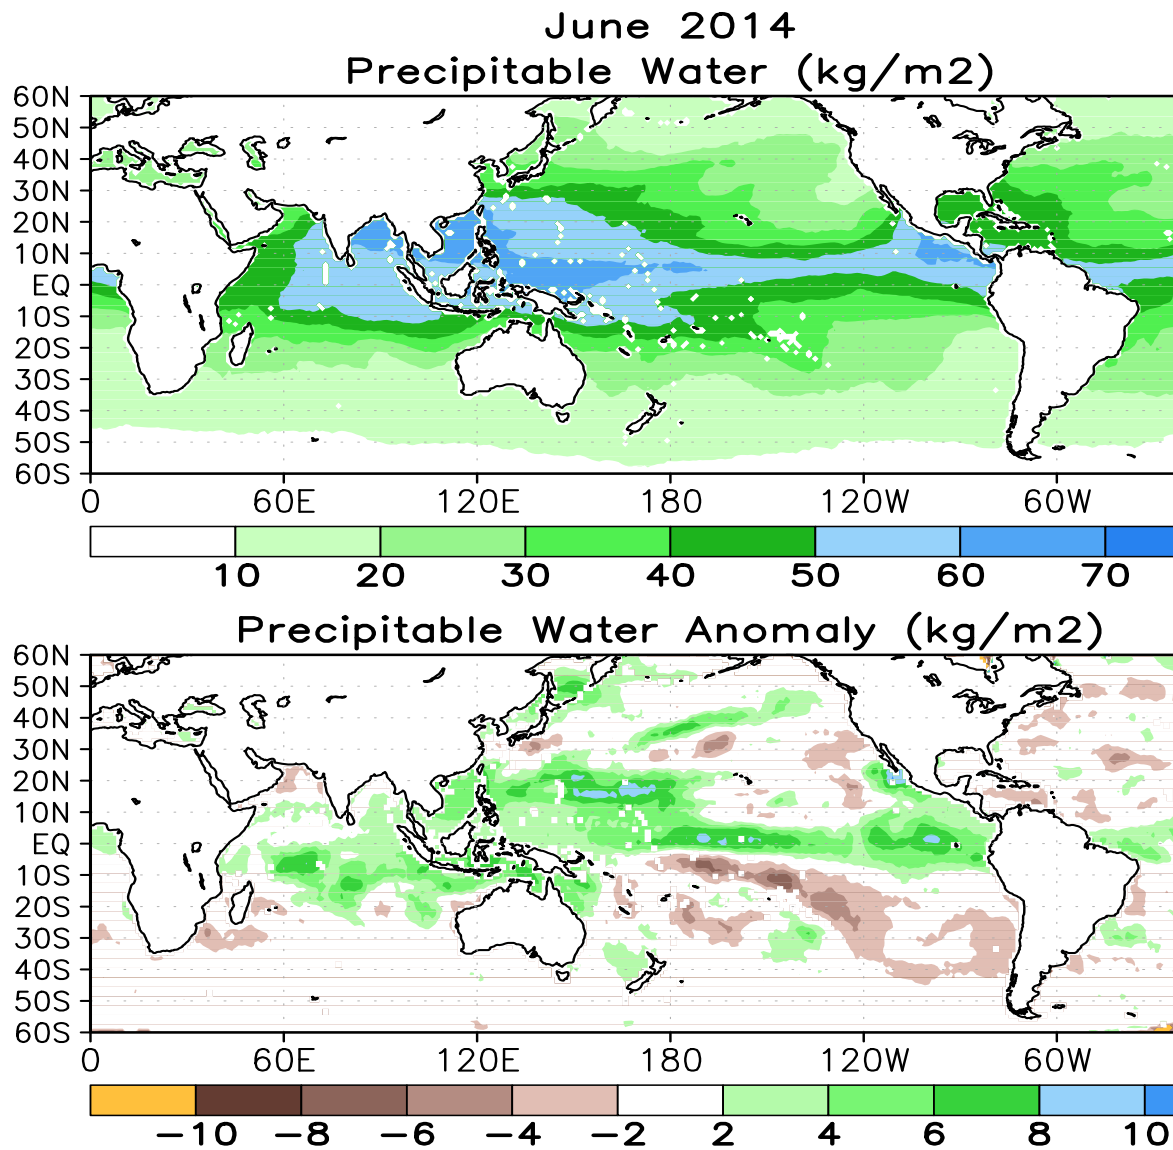 June 2014
Precipitable Water (kg/m2)
60N
50N
40N
30N
20N
10N
EQ
10S
20S
30S
40S
50S
60S
0 60E 120E 180 120W 60W
10 20 30 40 50 60 70
Precipitable Water Anomaly (kg/m2)
60N
50N
40N
30N
20N
10N
EQ
10S
20S
30S
40S
50S
60S
0 60E 120E 180 120W 60W
−10 −8 −6 −4 −2 2 4 6 8 10